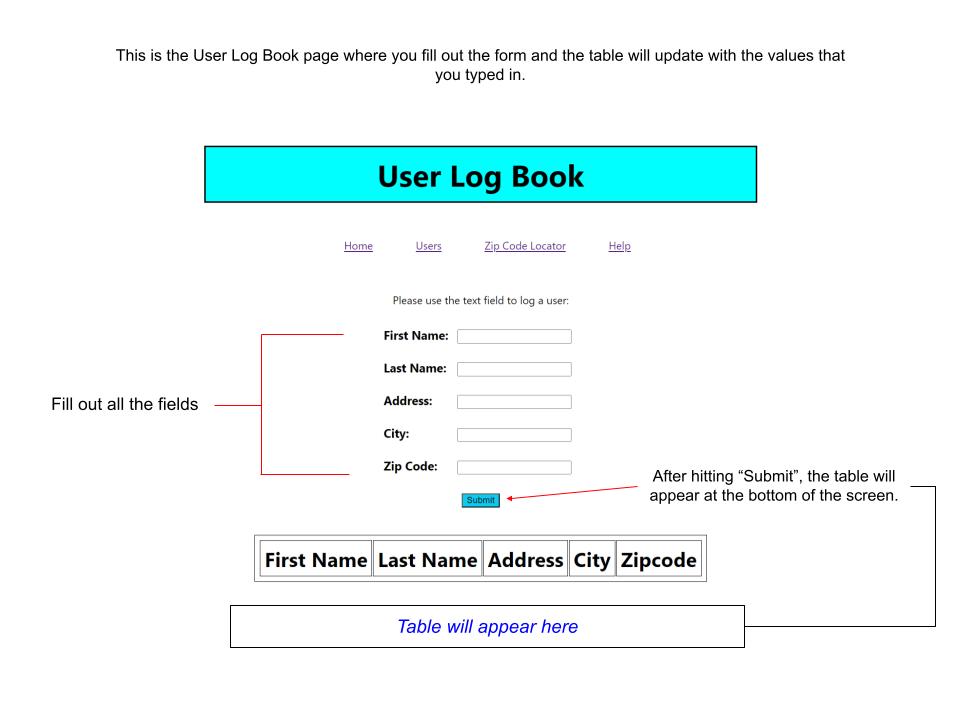 This is the User Log Book page where you fill out the form and the table will update with the values that
you typed in.
User Log Book
Home Users Zip Code Locator Help
Please use the text field to log a user:
First Name:
Last Name:
Address:
City:
Zip Code:
Submit
Fill out all the fields
After hitting “Submit”, the table will
appear at the bottom of the screen.
First Name Last Name Address City Zipcode
Table will appear here